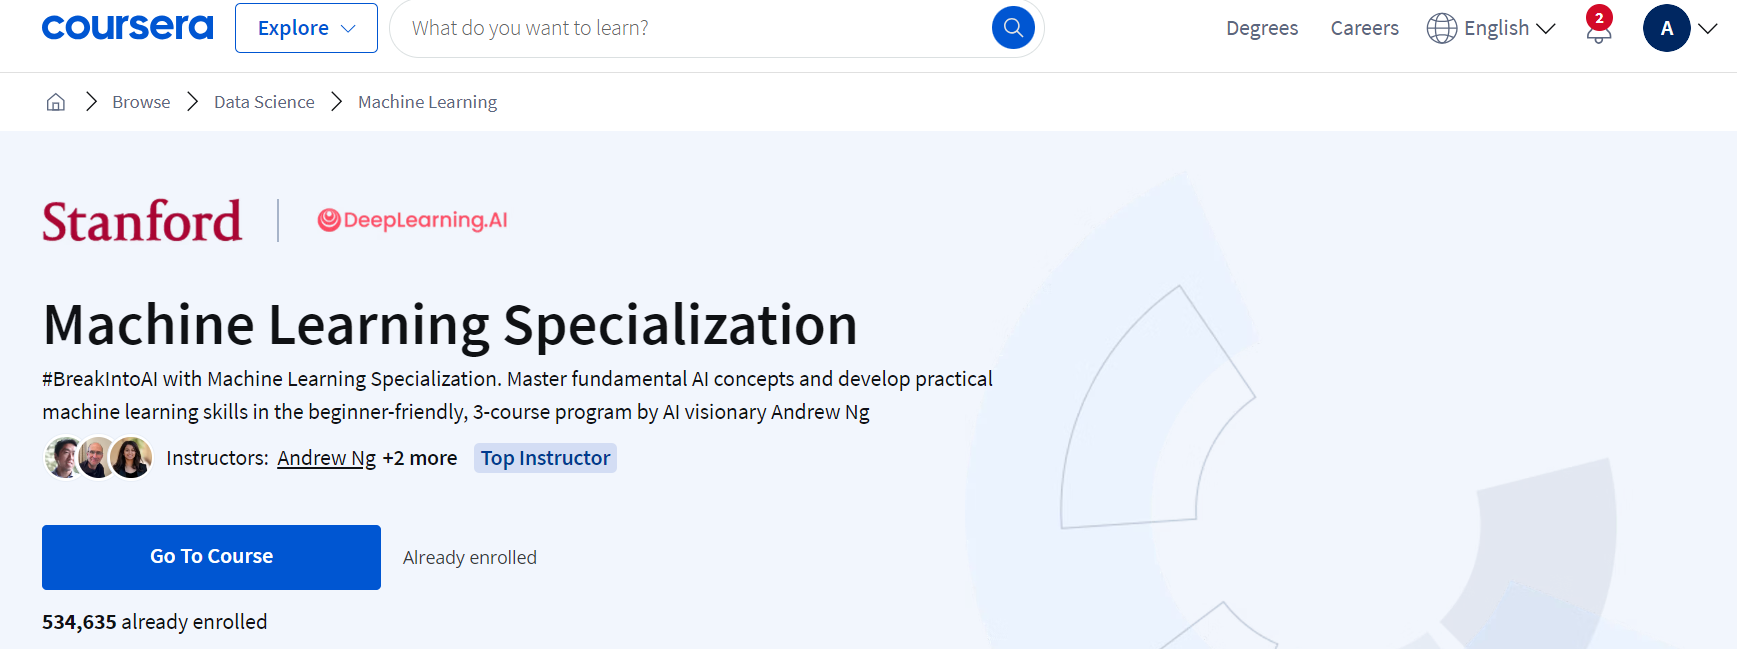 coursera
Explore
What do you want to learn?
Degrees
Careers
English
2
A
Browse
Data Science
Machine Learning
Stanford
DeepLearning.AI
Machine Learning Specialization
#BreakIntoAI with Machine Learning Specialization. Master fundamental AI concepts and develop practical
machine learning skills in the beginner-friendly, 3-course program by AI visionary Andrew Ng
Instructors: Andrew Ng +2 more Top Instructor
Go To Course
Already enrolled
534,635 already enrolled